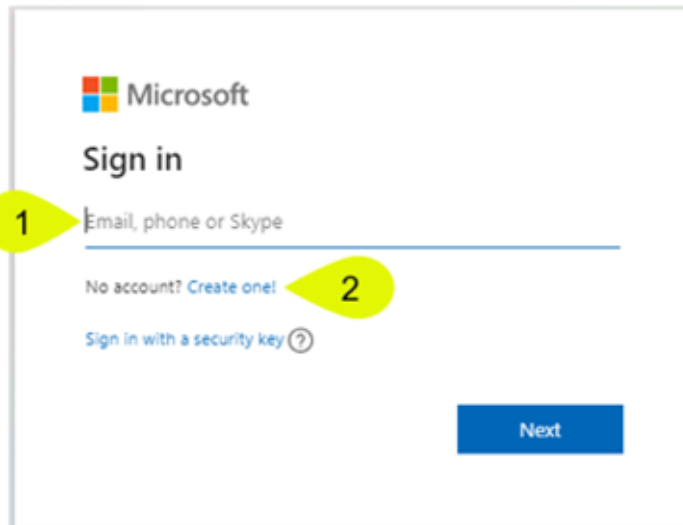 Microsoft
Sign in
1
Email, phone or Skype
No account? Create one!
2
Sign in with a security key ?
Next